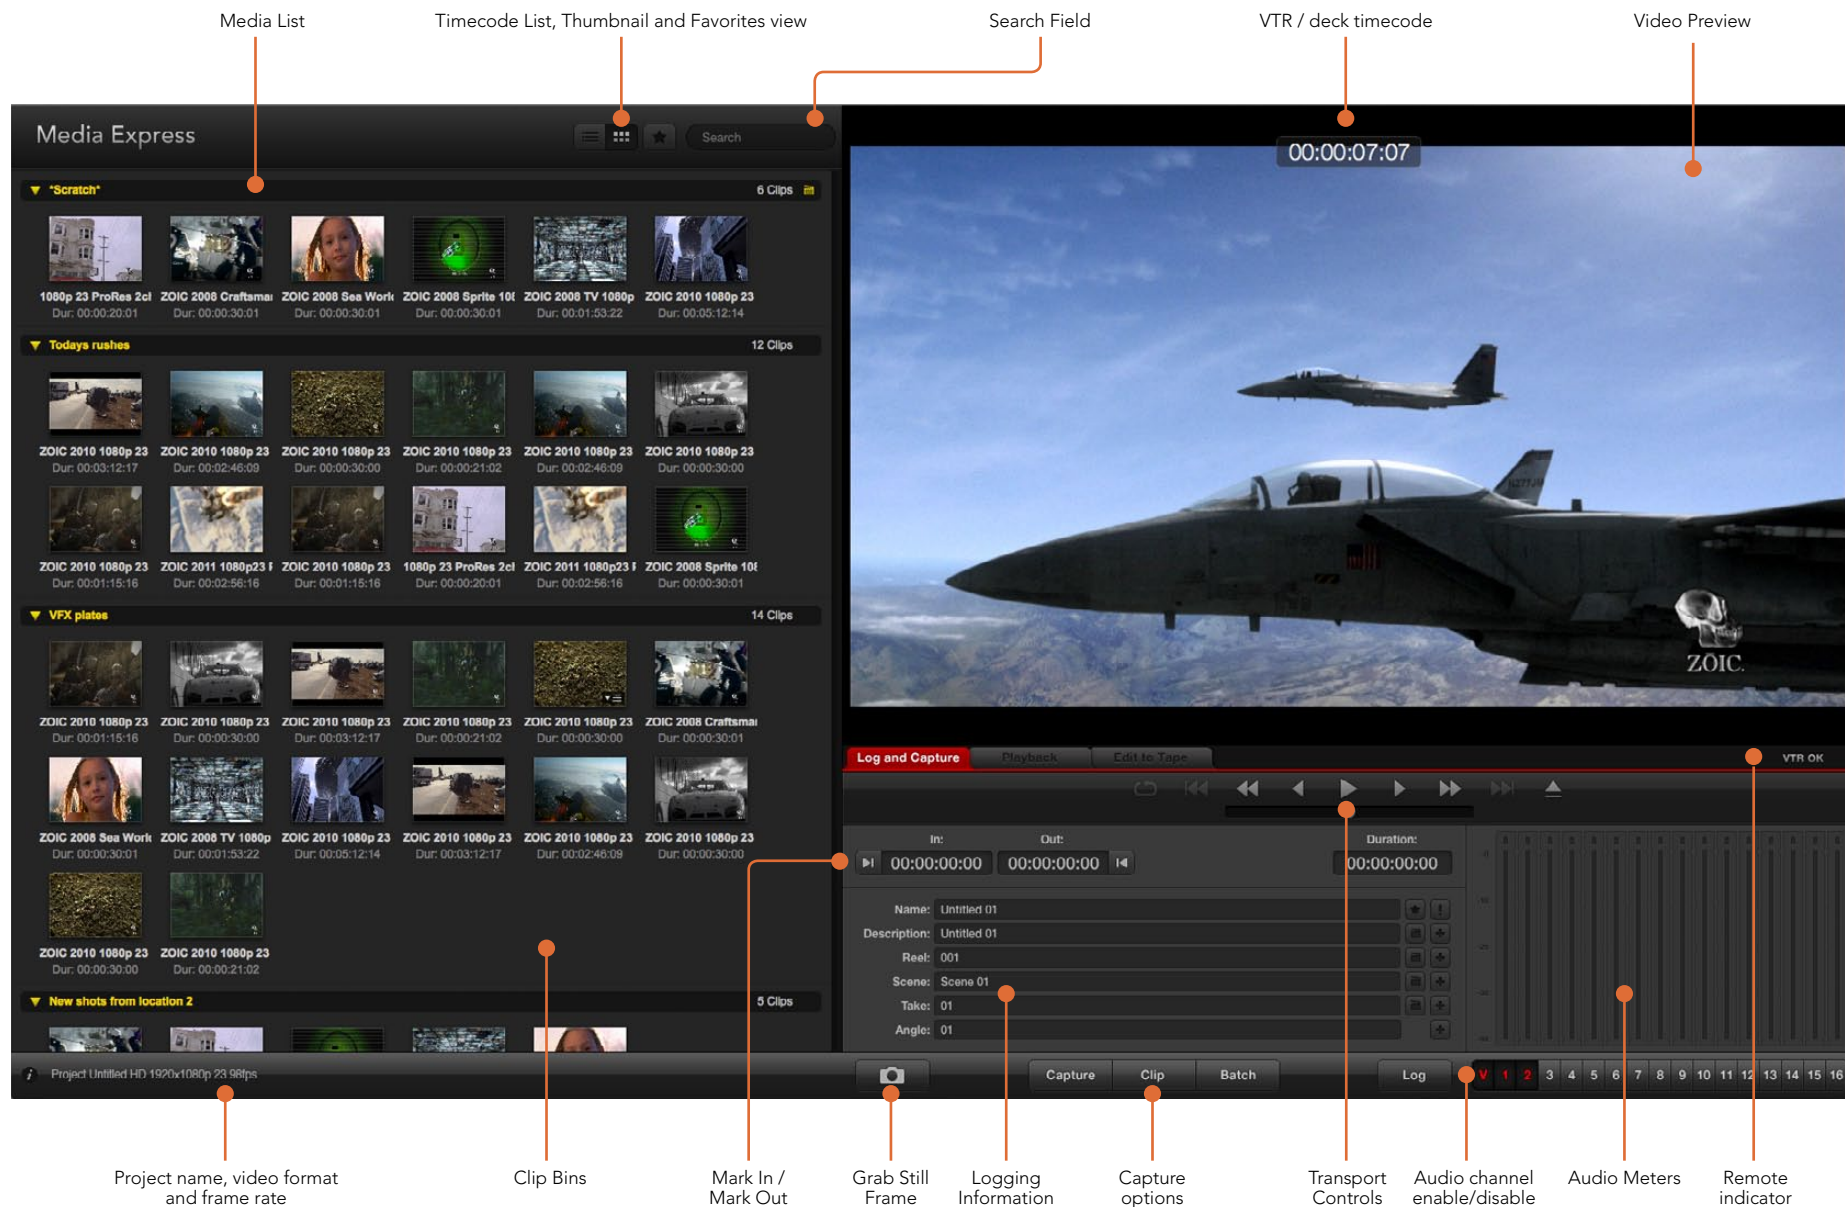 Media List
Timecode List, Thumbnail and Favorites view
Search Field
VTR / deck timecode
Video Preview
Media Express
Search
00:00:07:07
*Scratch*
6 Clips
1080p 23 ProRes 2cl
ZOIC 2008 Craftsmar
ZOIC 2008 Sea World
ZOIC 2008 Sprite 108
ZOIC 2008 TV 1080p
ZOIC 2010 1080p 23
Dur: 00:00:20:01
Dur: 00:00:30:01
Dur: 00:00:30:01
Dur: 00:00:30:01
Dur: 00:01:53:22
Dur: 00:05:12:14
Todays rushes
12 Clips
ZOIC 2010 1080p 23
ZOIC 2010 1080p 23
ZOIC 2010 1080p 23
ZOIC 2010 1080p 23
ZOIC 2010 1080p 23
ZOIC 2010 1080p 23
Dur: 00:03:12:17
Dur: 00:02:46:09
Dur: 00:00:30:00
Dur: 00:00:21:02
Dur: 00:02:46:09
Dur: 00:00:30:00
ZOIC 2010 1080p 23
ZOIC 2011 1080p23 F
ZOIC 2010 1080p 23
1080p 23 ProRes 2cl
ZOIC 2011 1080p23 F
ZOIC 2008 Sprite 108
Dur: 00:01:15:16
Dur: 00:02:56:16
Dur: 00:01:15:16
Dur: 00:00:20:01
Dur: 00:02:56:16
Dur: 00:00:30:01
VFX plates
14 Clips
ZOIC 2010 1080p 23
ZOIC 2010 1080p 23
ZOIC 2010 1080p 23
ZOIC 2010 1080p 23
ZOIC 2010 1080p 23
ZOIC 2008 Craftsmar
Dur: 00:01:15:16
Dur: 00:00:30:00
Dur: 00:03:12:17
Dur: 00:00:21:02
Dur: 00:00:30:00
Dur: 00:00:30:01
ZOIC 2008 Sea World
ZOIC 2008 TV 1080p
ZOIC 2010 1080p 23
ZOIC 2010 1080p 23
ZOIC 2010 1080p 23
ZOIC 2010 1080p 23
Dur: 00:00:30:01
Dur: 00:01:53:22
Dur: 00:05:12:14
Dur: 00:03:12:17
Dur: 00:02:46:09
Dur: 00:00:30:00
ZOIC 2010 1080p 23
ZOIC 2010 1080p 23
Dur: 00:00:30:00
Dur: 00:00:21:02
New shots from location 2
5 Clips
Project Untitled HD 1920x1080p 23.98fps
ZOIC.
Log and Capture
Playback
Edit to Tape
VTR OK
In:
Out:
Duration:
00:00:00:00
00:00:00:00
00:00:00:00
Name: Untitled 01
Description: Untitled 01
Reel: 001
Scene: Scene 01
Take: 01
Angle: 01
Capture
Clip
Batch
Log
V 1 2 3 4 5 6 7 8 9 10 11 12 13 14 15 16
Project name, video format
and frame rate
Clip Bins
Mark In /
Mark Out
Grab Still
Frame
Logging
Information
Capture
options
Transport
Controls
Audio channel
enable/disable
Audio Meters
Remote
indicator